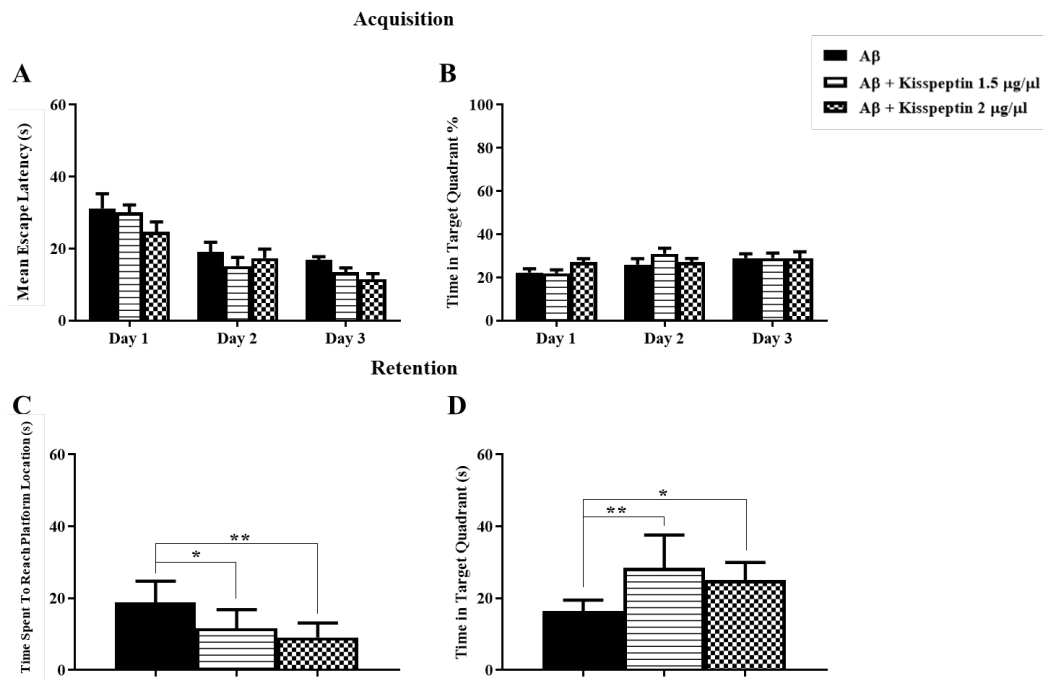 Acquisition
Aβ
Aβ + Kisspeptin 1.5 μg/μl
Aβ + Kisspeptin 2 μg/μl
A
Mean Escape Latency (s)
60
40
20
0
Day 1 Day 2 Day 3
B
Time in Target Quadrant %
100
80
60
40
20
0
Day 1 Day 2 Day 3
Retention
C
Time Spent To Reach Platform Location (s)
60
40
20
0
**
*
D
Time in Target Quadrant (s)
60
40
20
0
*
**